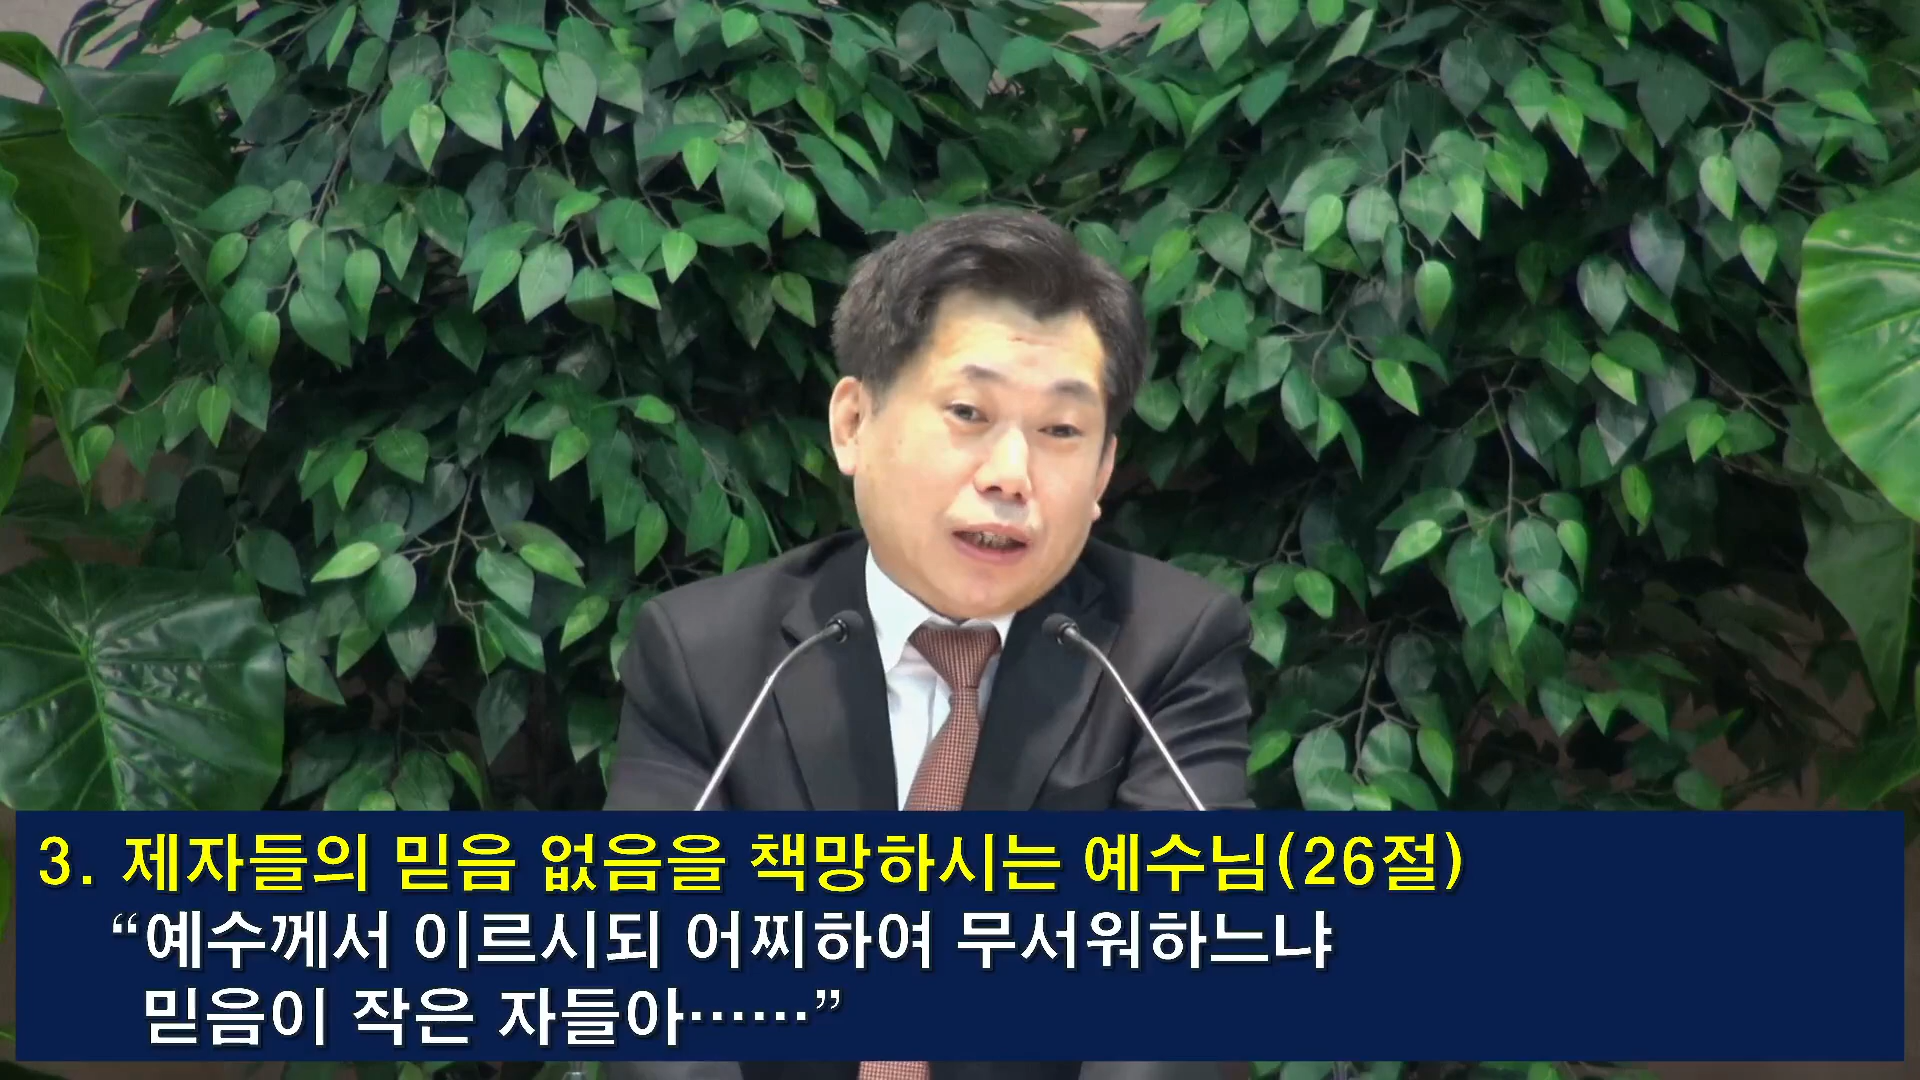 3. 제자들의 믿음 없음을 책망하시는 예수님(26절)
“예수께서 이르시되 어찌하여 무서워하느냐
믿음이 작은 자들아……”